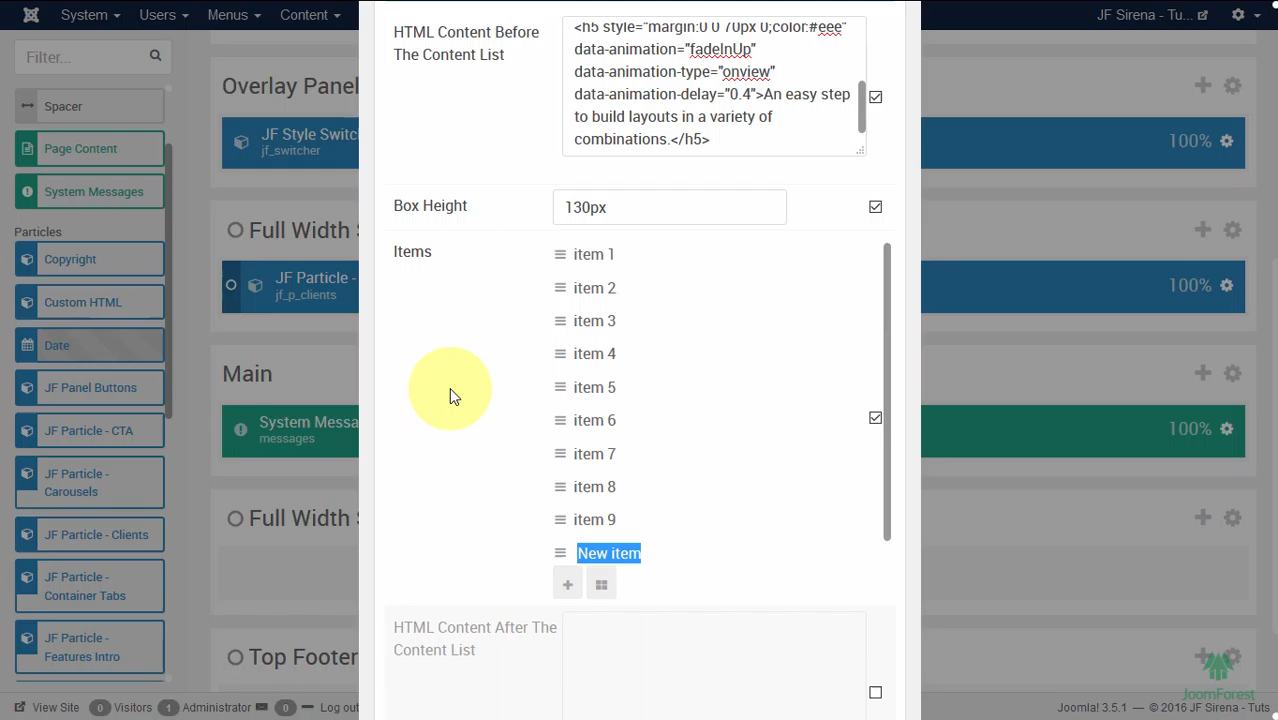 System
Users
Menus
Content
JF Sirena - Tu...
Filter...
Spacer
Page Content
System Messages
Particles
Copyright
Custom HTML
Date
JF Panel Buttons
JF Particle - CTA
JF Particle -
Carousels
JF Particle - Clients
JF Particle -
Container Tabs
JF Particle -
Features Intro
Overlay Panel
JF Style Switc
jf_switcher
100%
Full Width S
JF Particle -
jf_p_clients
100%
Main
System Messa
messages
100%
Full Width S
Top Footer
HTML Content Before
The Content List
<h5 style="margin:0 0 70px 0;color:#eee"
data-animation="fadeInUp"
data-animation-type="onview"
data-animation-delay="0.4">An easy step
to build layouts in a variety of
combinations.</h5>
Box Height
130px
Items
item 1
item 2
item 3
item 4
item 5
item 6
item 7
item 8
item 9
New item
HTML Content After The
Content List
JoomForest
View Site
0 Visitors
1 Administrator
0
Log out
Joomla! 3.5.1 — © 2016 JF Sirena - Tuts